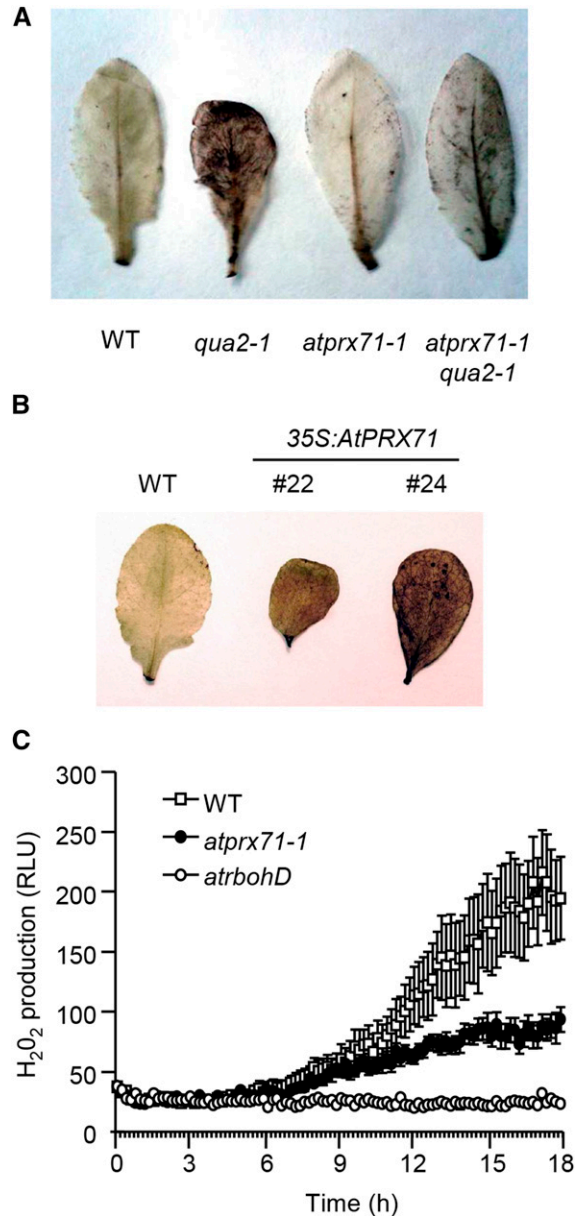 A
WT
qua2-1
atprx71-1
atprx71-1
qua2-1
B
35S:AtPRX71
WT
#22
#24
C
WT
atprx71-1
atrbohD
H₂0₂ production (RLU)
300
250
200
150
100
50
0
0 3 6 9 12 15 18
Time (h)